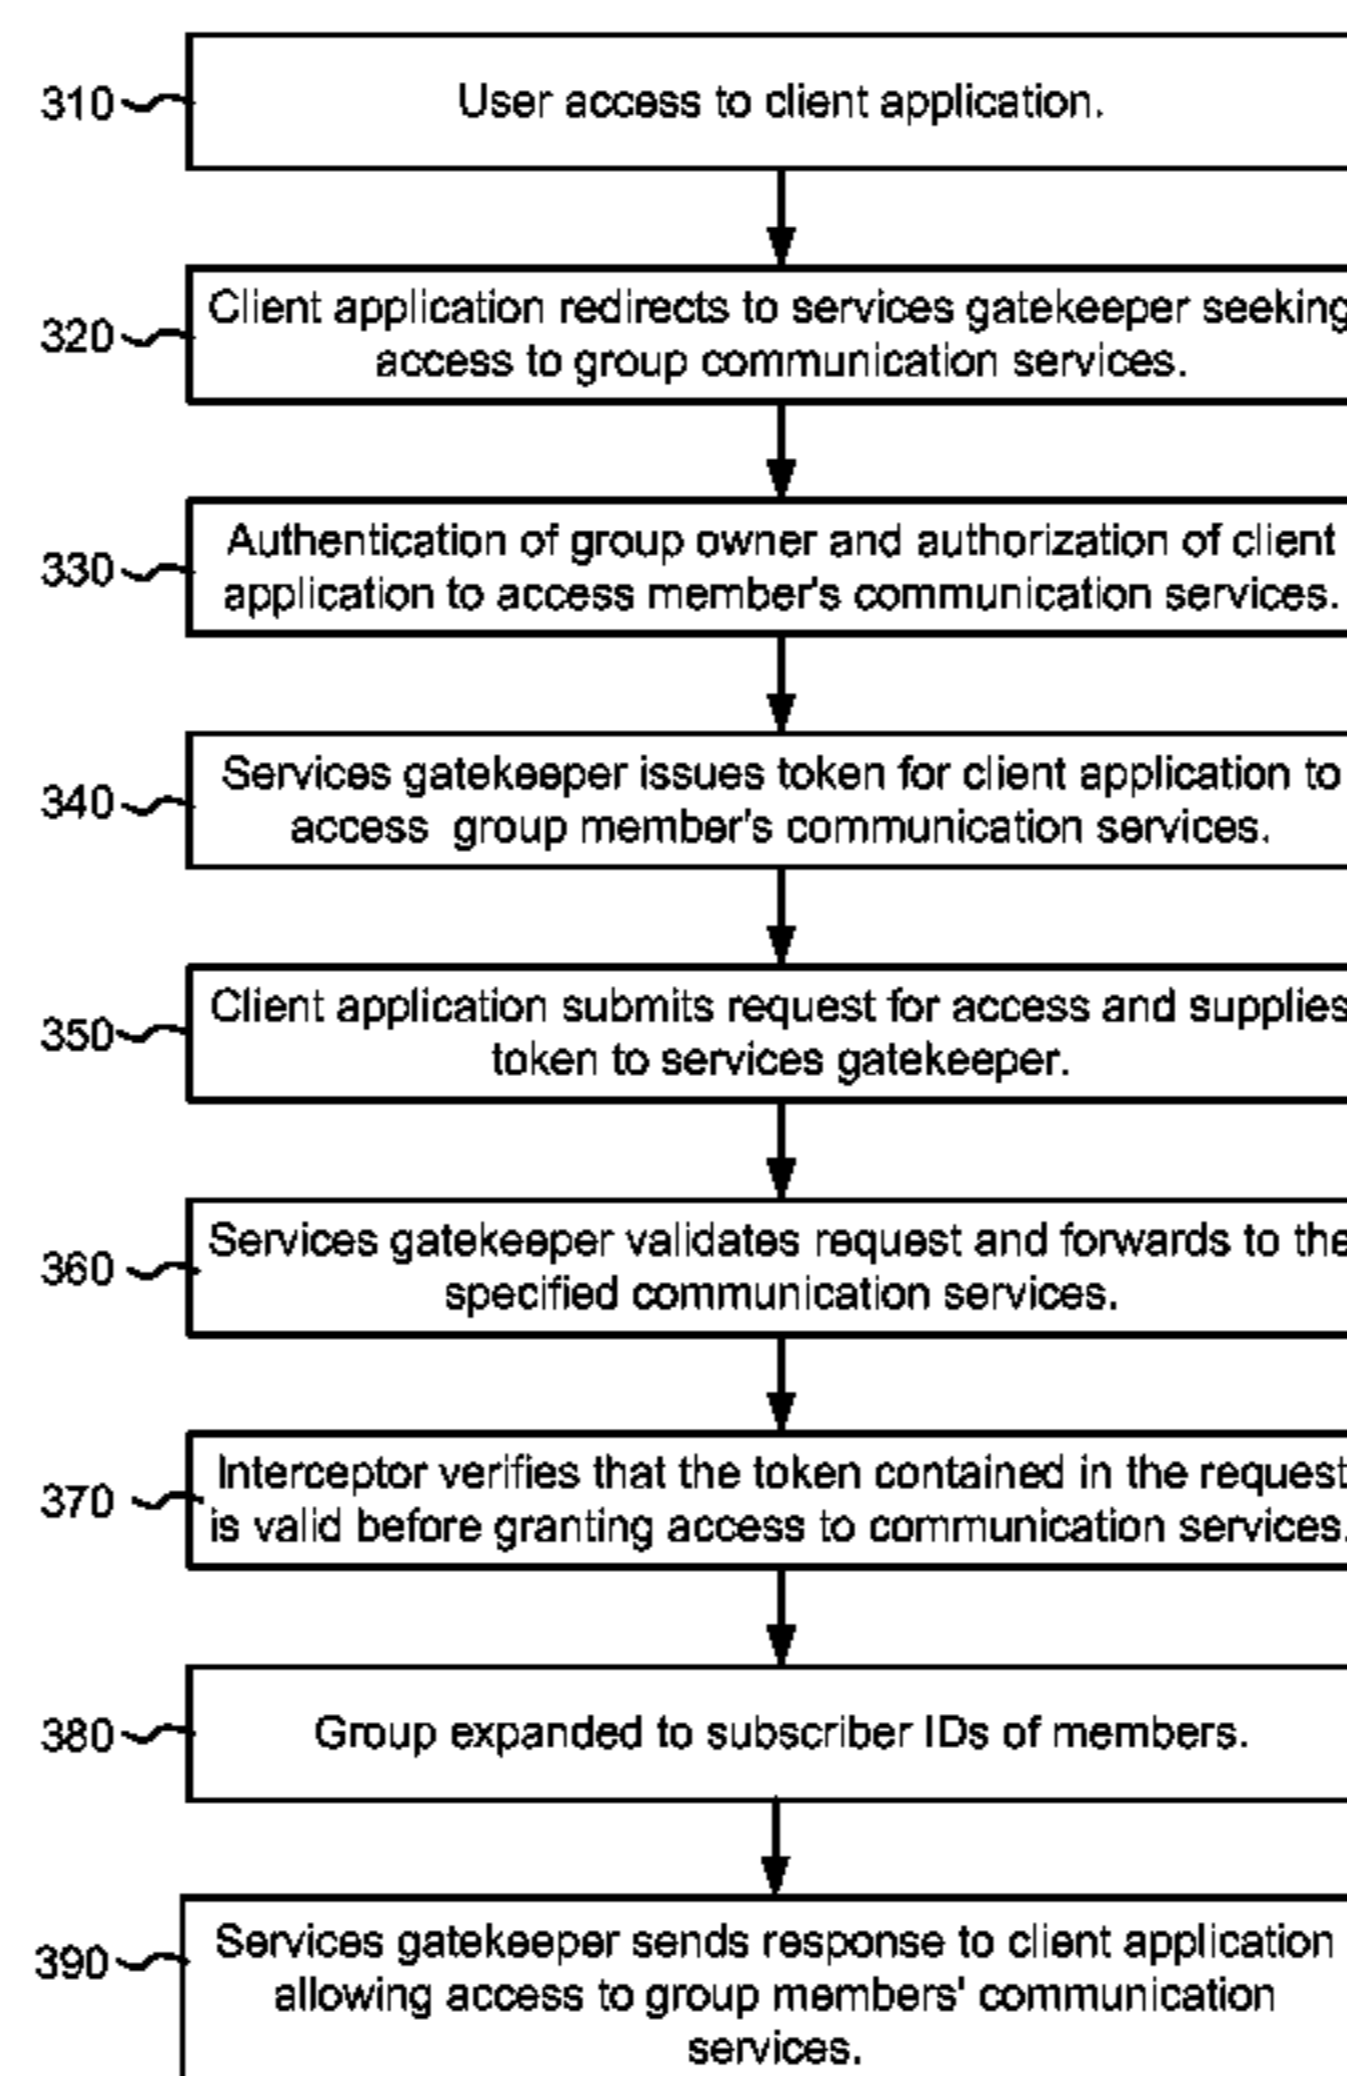 310
User access to client application.
320
Client application redirects to services gatekeeper seeking
access to group communication services.
330
Authentication of group owner and authorization of client
application to access member's communication services.
340
Services gatekeeper issues token for client application to
access group member's communication services.
350
Client application submits request for access and supplies
token to services gatekeeper.
360
Services gatekeeper validates request and forwards to the
specified communication services.
370
Interceptor verifies that the token contained in the request
is valid before granting access to communication services.
380
Group expanded to subscriber IDs of members.
390
Services gatekeeper sends response to client application
allowing access to group members' communication
services.